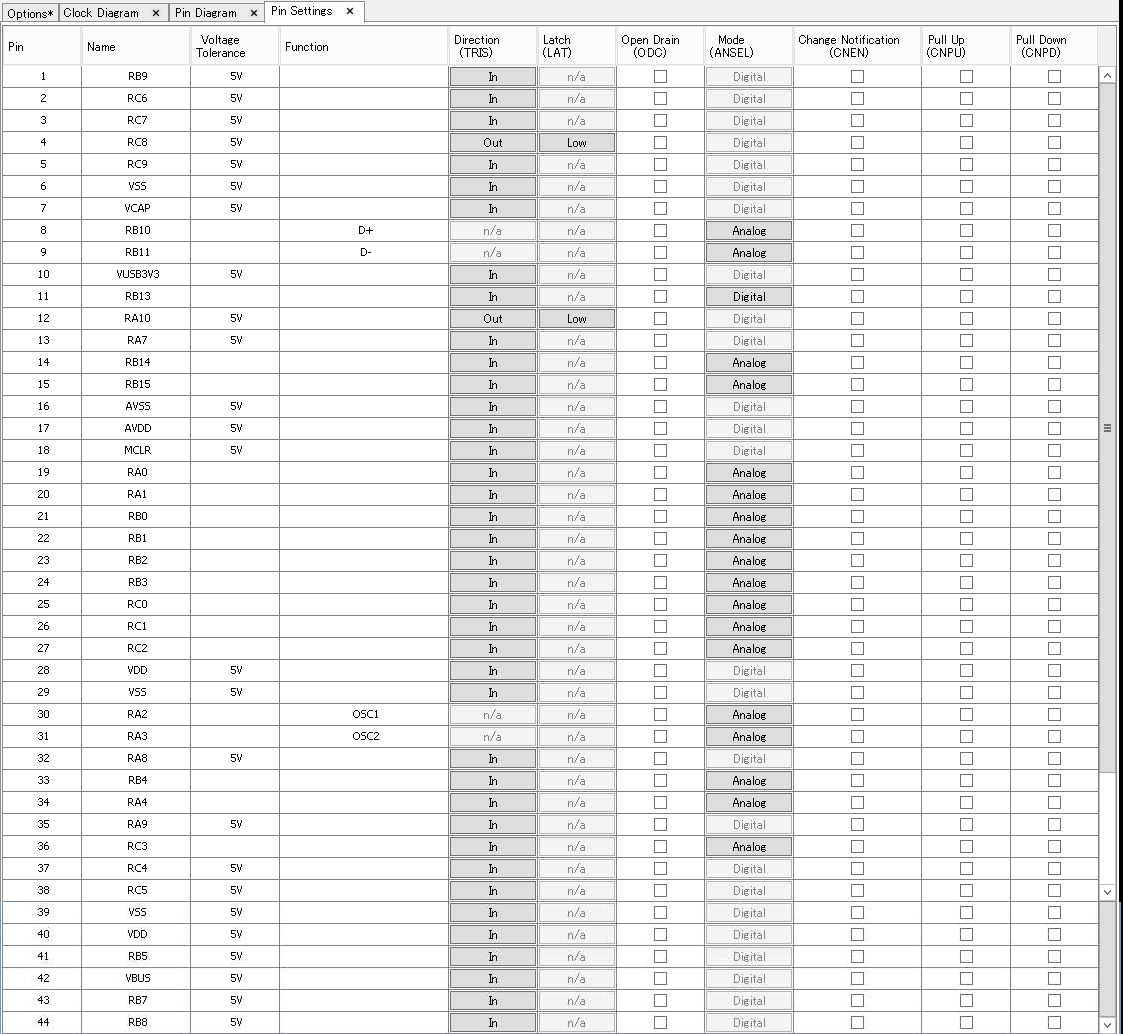 Options* Clock Diagram × Pin Diagram × Pin Settings ×
Pin Name Voltage Tolerance Function Direction (TRIS) Latch (LAT) Open Drain (ODC) Mode (ANSEL) Change Notification (CNEN) Pull Up (CNPU) Pull Down (CNPD)
1 RB9 5V In n/a Digital
2 RC6 5V In n/a Digital
3 RC7 5V In n/a Digital
4 RC8 5V Out Low Digital
5 RC9 5V In n/a Digital
6 VSS 5V In n/a Digital
7 VCAP 5V In n/a Digital
8 RB10 D+ n/a n/a Analog
9 RB11 D- n/a n/a Analog
10 VUSB3V3 5V In n/a Digital
11 RB13 In n/a Digital
12 RA10 5V Out Low Digital
13 RA7 5V In n/a Digital
14 RB14 In n/a Analog
15 RB15 In n/a Analog
16 AVSS 5V In n/a Digital
17 AVDD 5V In n/a Digital
18 MCLR 5V In n/a Digital
19 RA0 In n/a Analog
20 RA1 In n/a Analog
21 RB0 In n/a Analog
22 RB1 In n/a Analog
23 RB2 In n/a Analog
24 RB3 In n/a Analog
25 RC0 In n/a Analog
26 RC1 In n/a Analog
27 RC2 In n/a Analog
28 VDD 5V In n/a Digital
29 VSS 5V In n/a Digital
30 RA2 OSC1 n/a n/a Analog
31 RA3 OSC2 n/a n/a Analog
32 RA8 5V In n/a Digital
33 RB4 In n/a Analog
34 RA4 In n/a Analog
35 RA9 5V In n/a Digital
36 RC3 In n/a Analog
37 RC4 5V In n/a Digital
38 RC5 5V In n/a Digital
39 VSS 5V In n/a Digital
40 VDD 5V In n/a Digital
41 RB5 5V In n/a Digital
42 VBUS 5V In n/a Digital
43 RB7 5V In n/a Digital
44 RB8 5V In n/a Digital